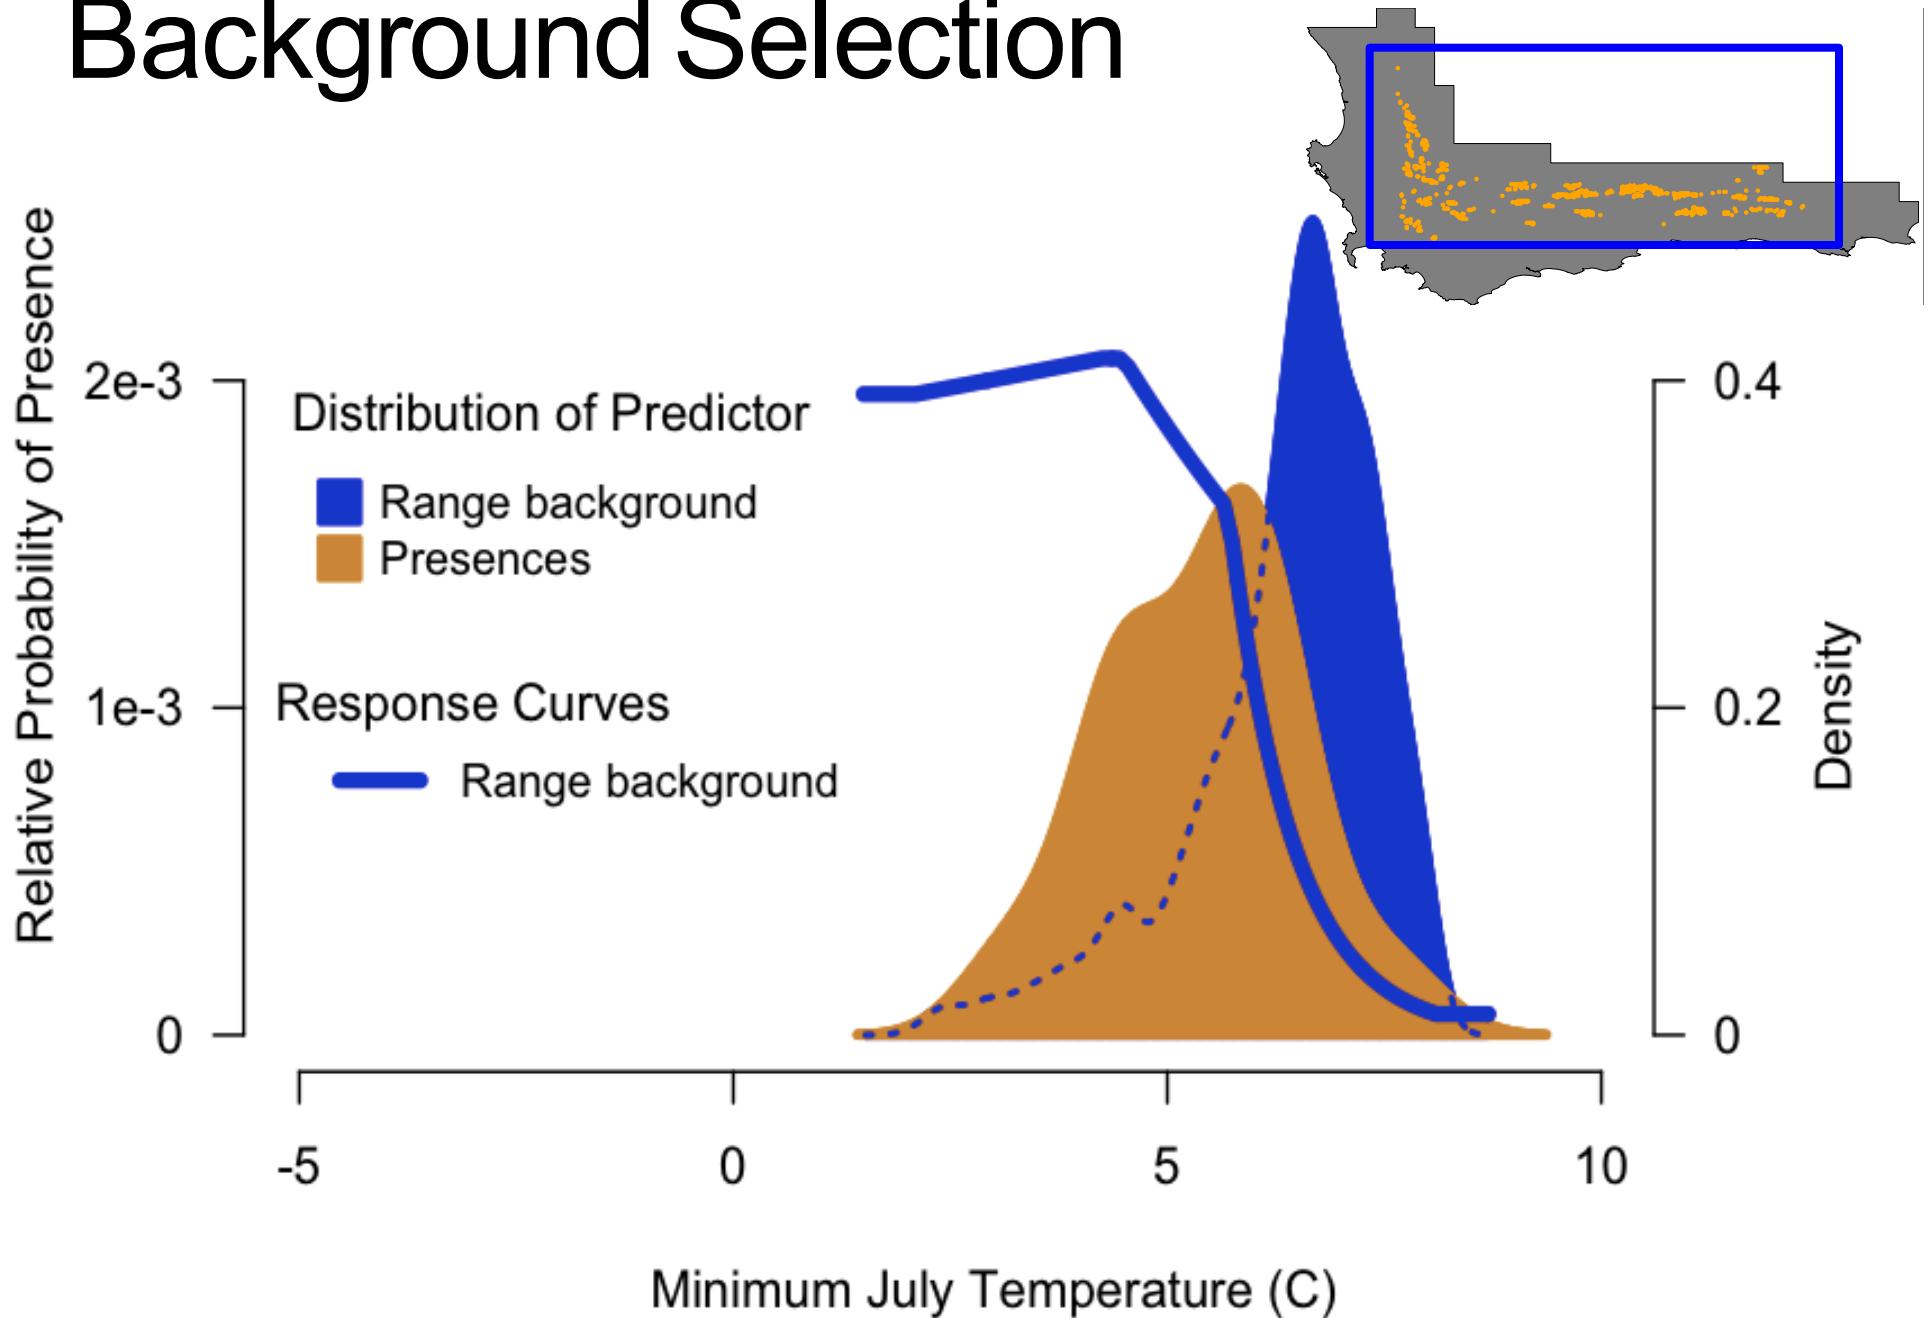 Background Selection
Relative Probability of Presence
2e-3
1e-3
0
Distribution of Predictor
Range background
Presences
Response Curves
Range background
0.4
0.2
0
Density
-5
0
5
10
Minimum July Temperature (C)